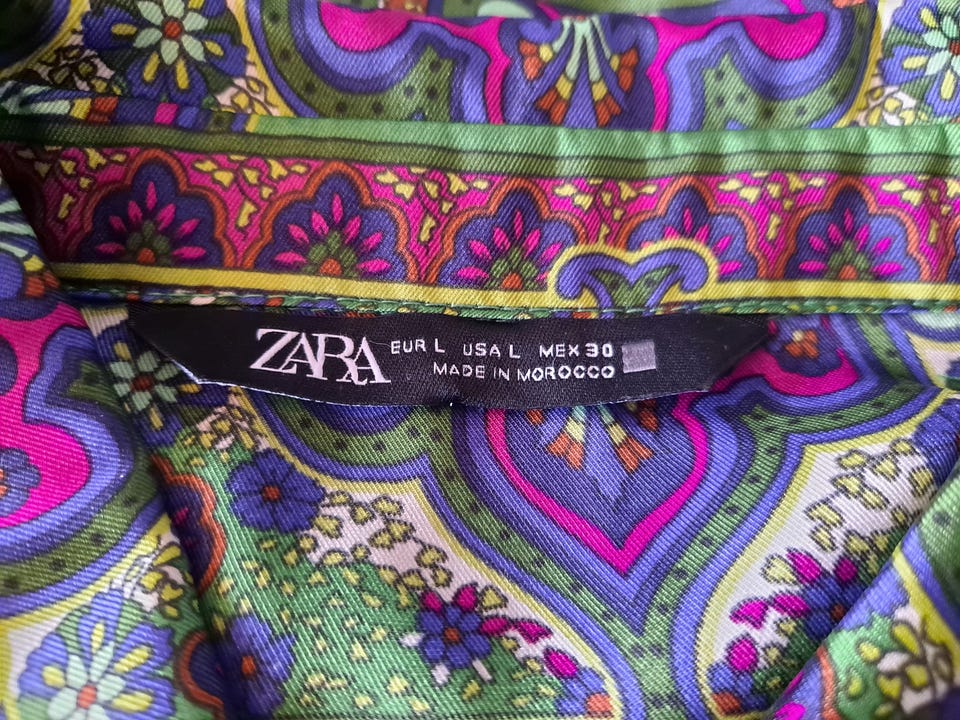 ZARA
EUR L USA L MEX 30
MADE IN MOROCCO